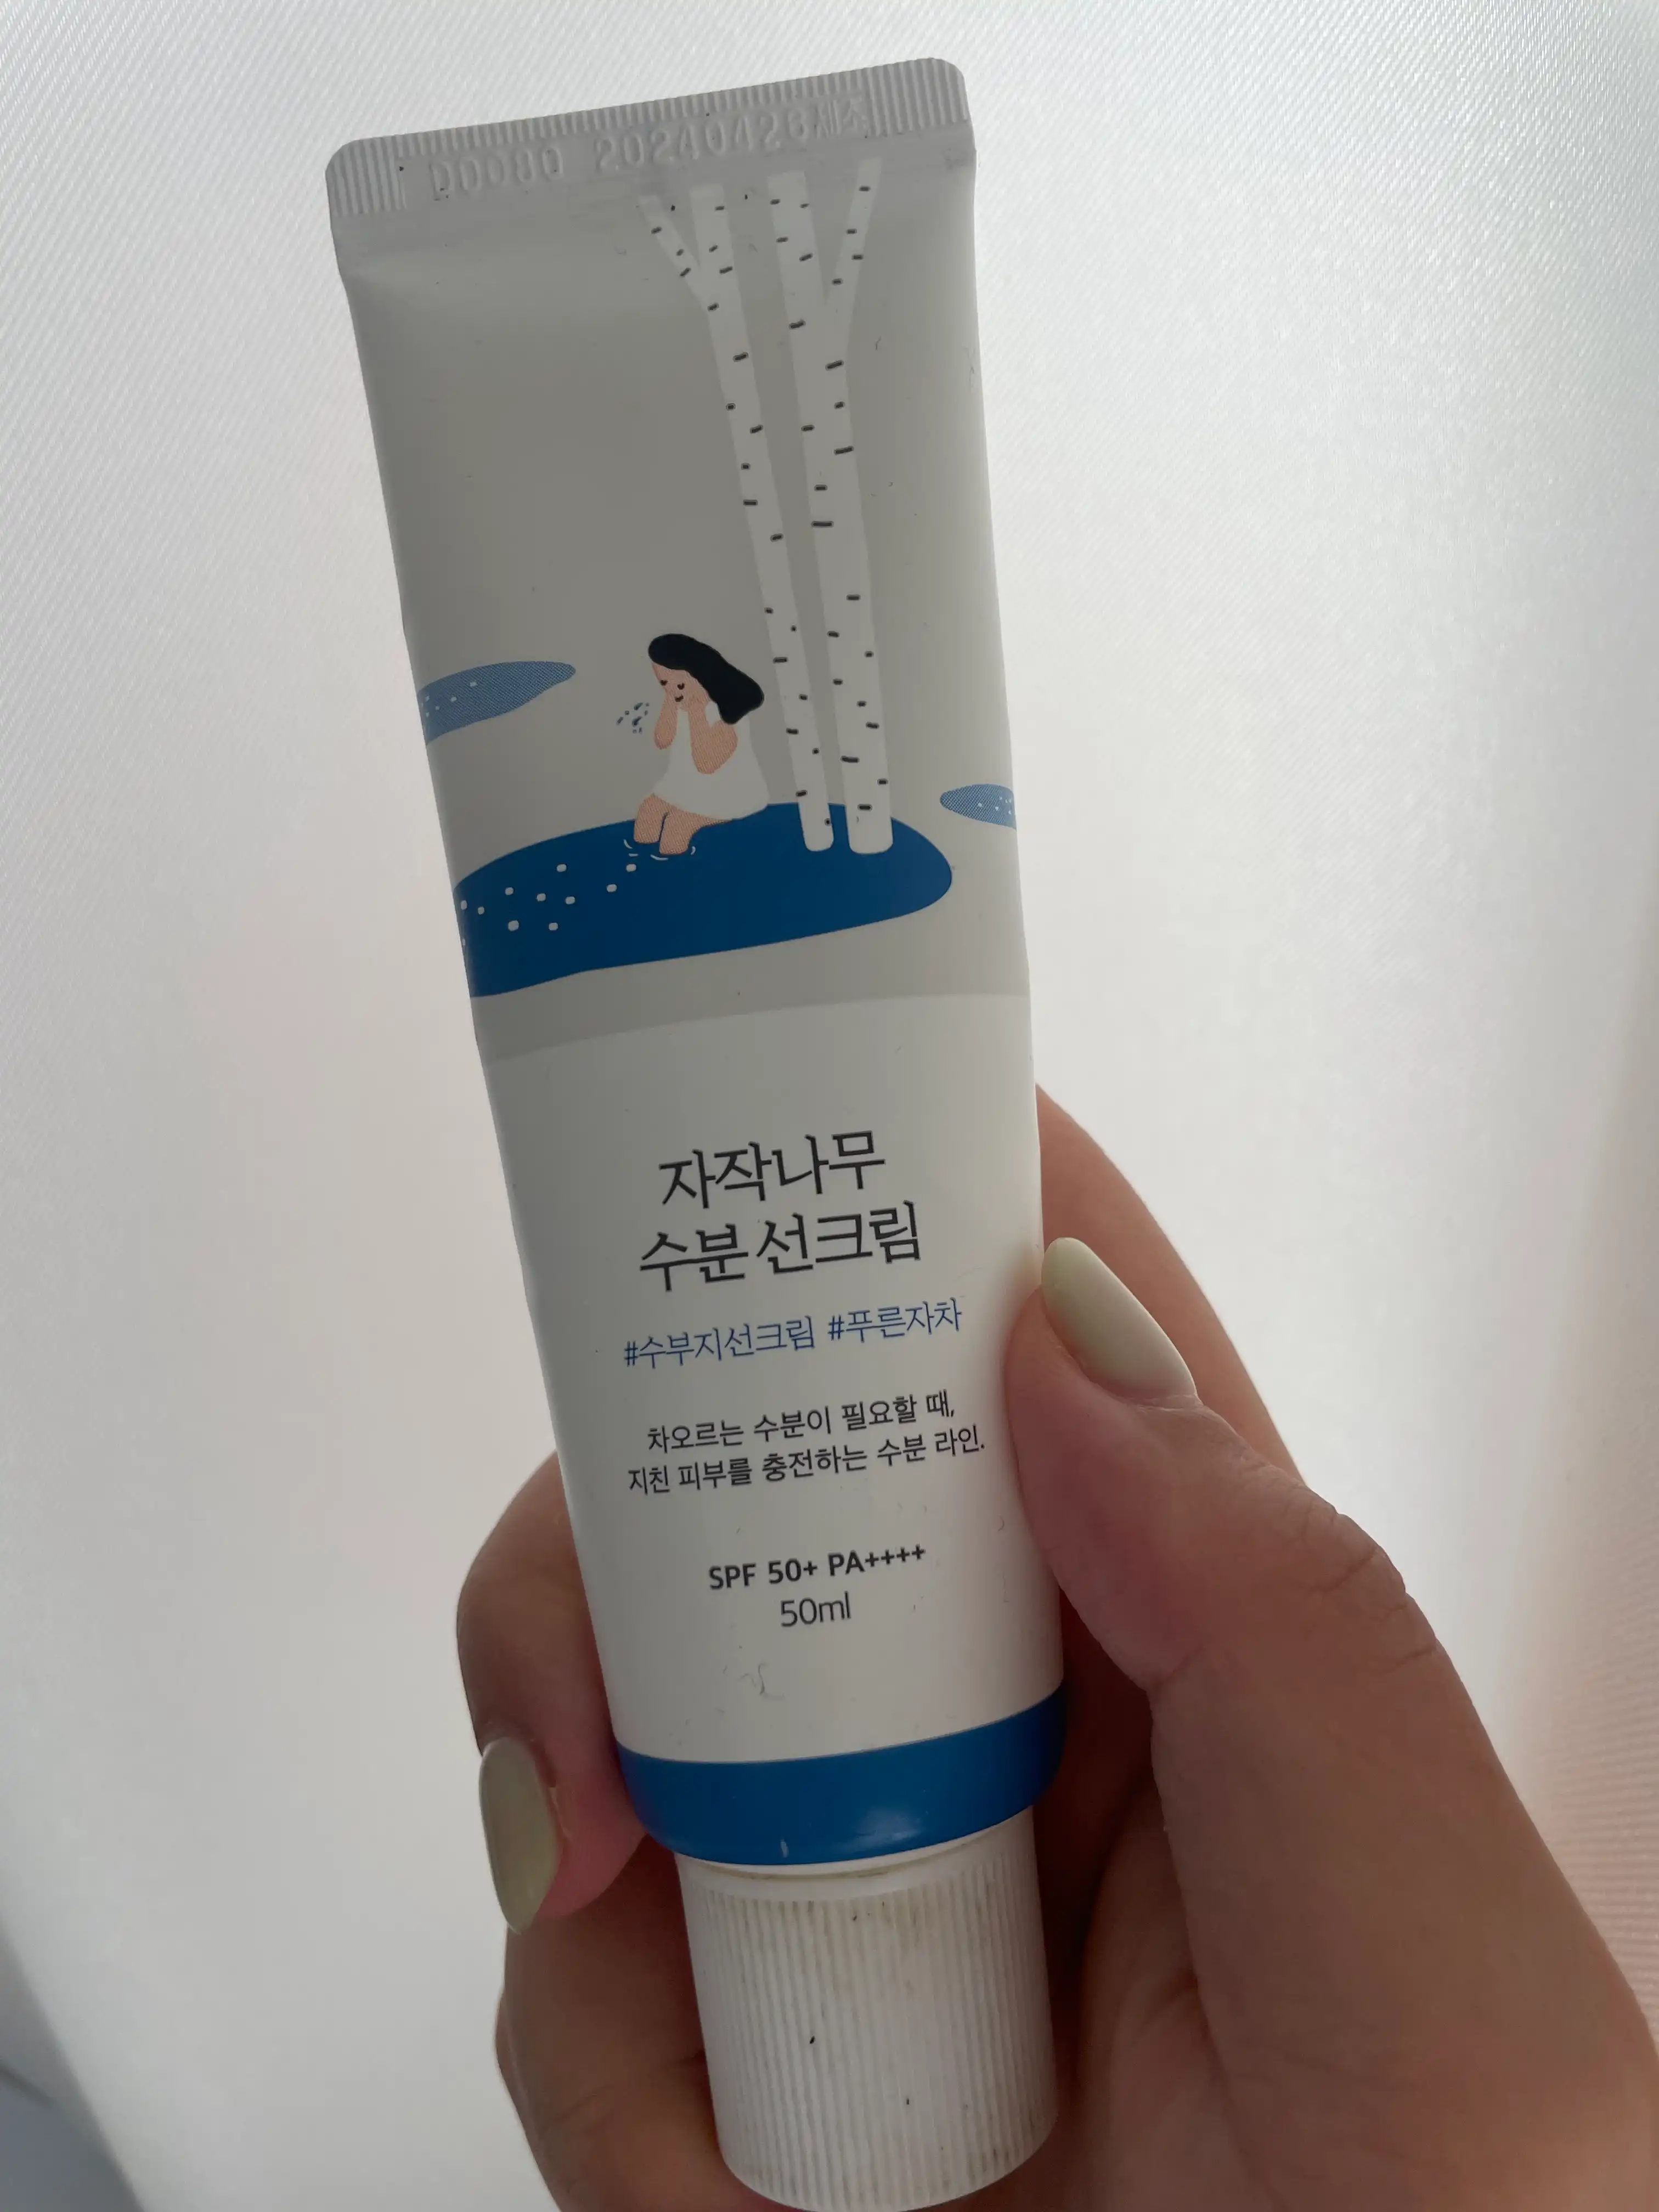 D0080 20240426제조
자작나무
수분 선크림
#수부지선크림 #푸른자차
차오르는 수분이 필요할 때,
지친 피부를 충전하는 수분 라인.
SPF 50+ PA++++
50ml